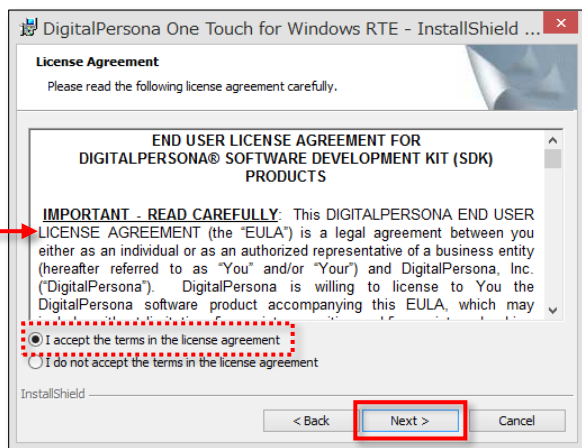 DigitalPersona One Touch for Windows RTE - InstallShield ...
License Agreement
Please read the following license agreement carefully.
END USER LICENSE AGREEMENT FOR
DIGITALPERSONA® SOFTWARE DEVELOPMENT KIT (SDK)
PRODUCTS
IMPORTANT - READ CAREFULLY: This DIGITALPERSONA END USER
LICENSE AGREEMENT (the "EULA") is a legal agreement between you
either as an individual or as an authorized representative of a business entity
(hereafter referred to as "You" and/or "Your") and DigitalPersona, Inc.
("DigitalPersona"). DigitalPersona is willing to license to You the
DigitalPersona software product accompanying this EULA, which may
I accept the terms in the license agreement
I do not accept the terms in the license agreement
InstallShield
< Back
Next >
Cancel